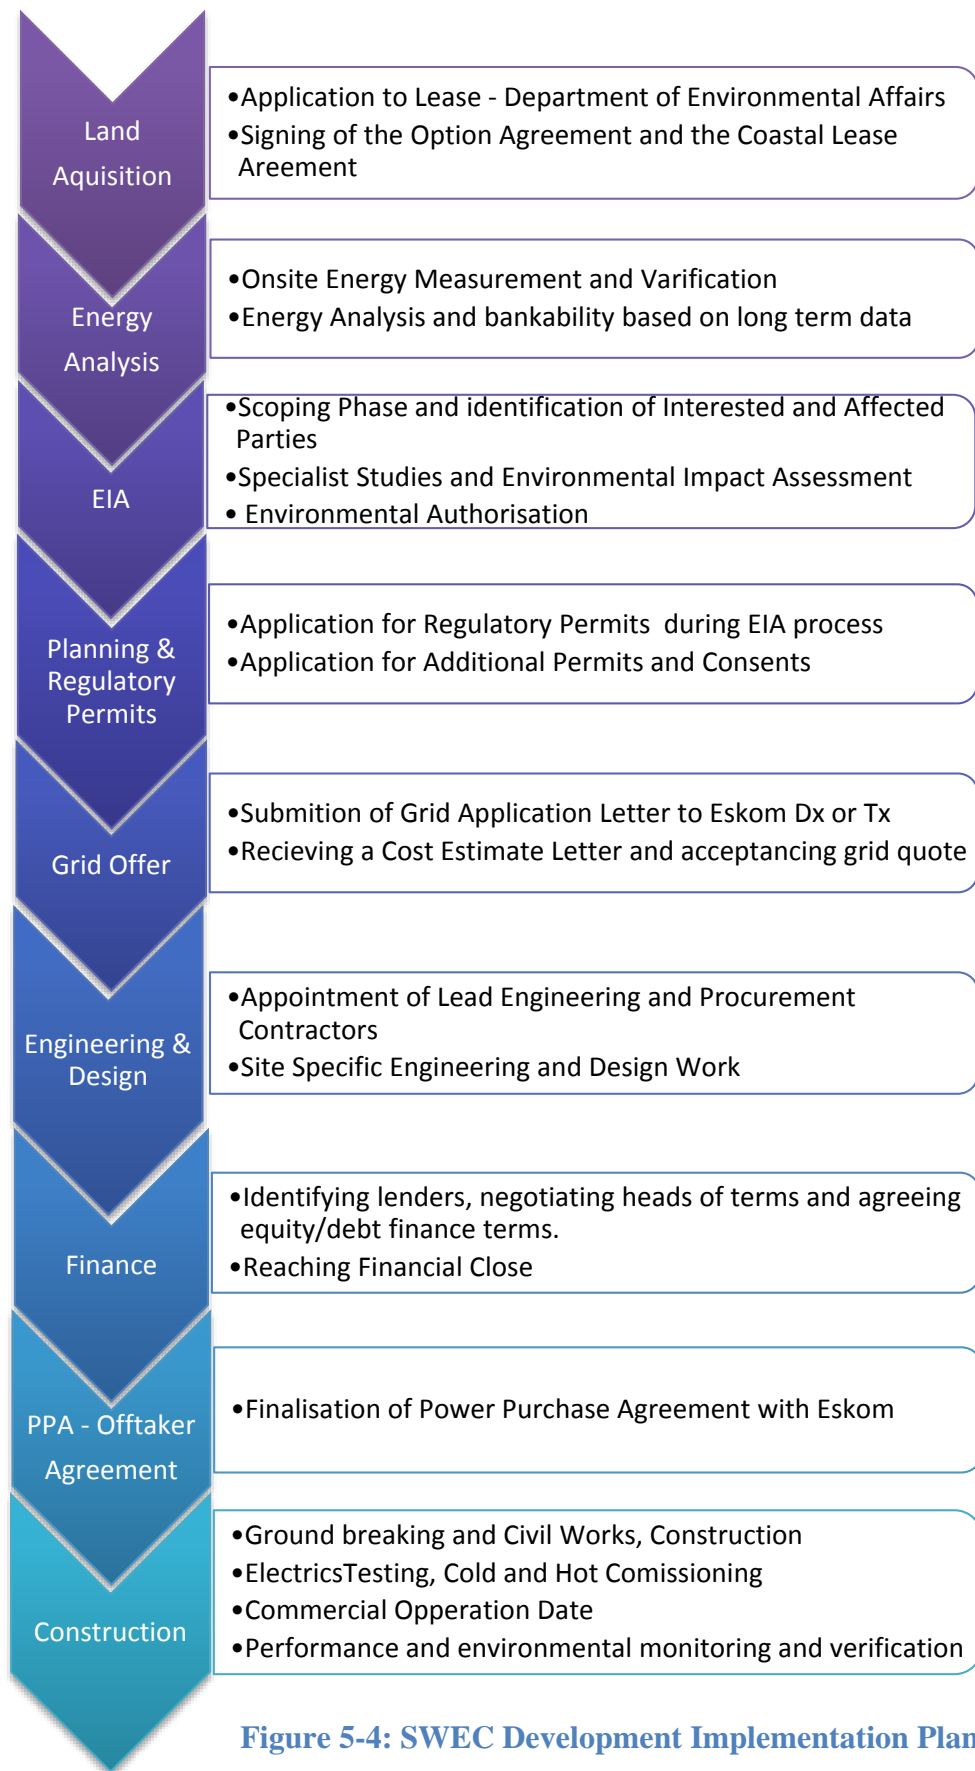 Land
Aquisition
•Application to Lease - Department of Environmental Affairs
•Signing of the Option Agreement and the Coastal Lease
Areement
Energy
Analysis
•Onsite Energy Measurement and Varification
•Energy Analysis and bankability based on long term data
EIA
•Scoping Phase and identification of Interested and Affected
Parties
•Specialist Studies and Environmental Impact Assessment
• Environmental Authorisation
Planning &
Regulatory
Permits
•Application for Regulatory Permits  during EIA process
•Application for Additional Permits and Consents
Grid Offer
•Submition of Grid Application Letter to Eskom Dx or Tx
•Recieving a Cost Estimate Letter and acceptancing grid quote
Engineering &
Design
•Appointment of Lead Engineering and Procurement
Contractors
•Site Specific Engineering and Design Work
Finance
•Identifying lenders, negotiating heads of terms and agreeing
equity/debt finance terms.
•Reaching Financial Close
PPA - Offtaker
Agreement
•Finalisation of Power Purchase Agreement with Eskom
Construction
•Ground breaking and Civil Works, Construction
•ElectricsTesting, Cold and Hot Comissioning
•Commercial Opperation Date
•Performance and environmental monitoring and verification
Figure 5-4: SWEC Development Implementation Plan